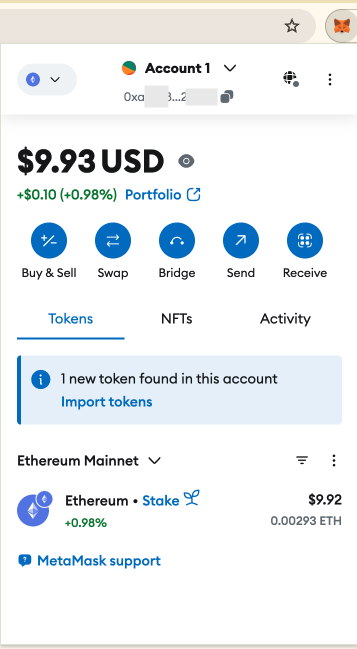 Account 1
0xa 3...2
$9.93 USD
+$0.10 (+0.98%) Portfolio
Buy & Sell Swap Bridge Send Receive
Tokens NFTs Activity
1 new token found in this account
Import tokens
Ethereum Mainnet
Ethereum • Stake $9.92
+0.98% 0.00293 ETH
MetaMask support